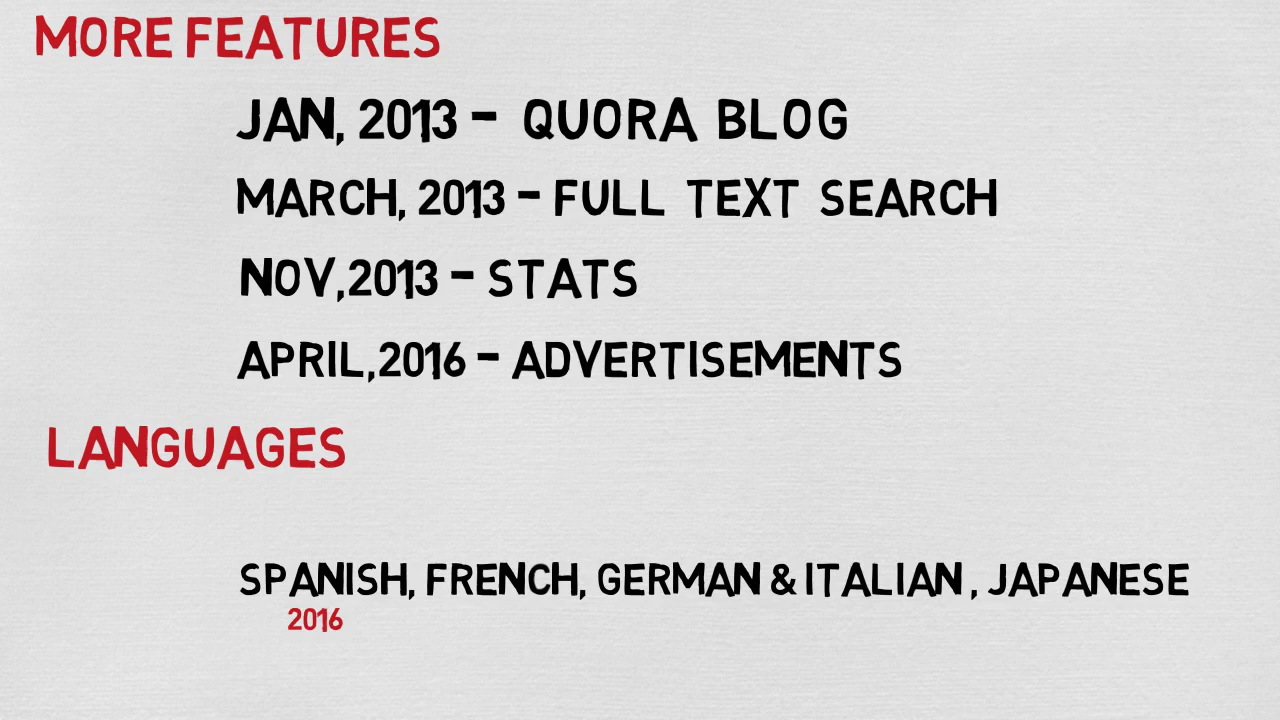 MORE FEATURES
JAN, 2013 - QUORA BLOG
MARCH, 2013 - FULL TEXT SEARCH
NOV,2013 - STATS
APRIL,2016 - ADVERTISEMENTS
LANGUAGES
SPANISH, FRENCH, GERMAN & ITALIAN , JAPANESE
2016